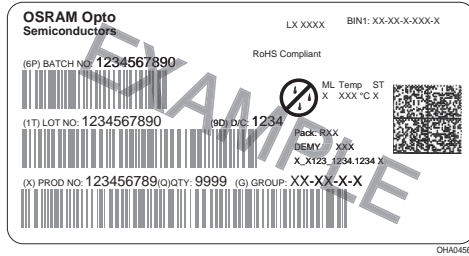 OSRAM Opto
Semiconductors
LX XXXX
BIN1: XX-XX-X-XXX-X
RoHS Compliant
(6P) BATCH NO: 1234567890
ML Temp ST
X XXX °C X
(1T) LOT NO: 1234567890 (9D) D/C: 1234
Pack: RXX
DEMY XXX
X_X123_1234.1234 X
(X) PROD NO: 123456789(Q)QTY: 9999 (G) GROUP: XX-XX-X-X
EXAMPLE